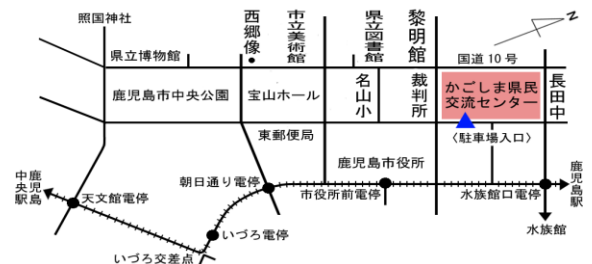 照国神社
西郷像
市立美術館
県立図書館
黎明館
N
県立博物館
国道10号
鹿児島市中央公園
宝山ホール
名山小
裁判所
かごしま県民
交流センター
長田中
東郵便局
〈駐車場入口〉
鹿児島市役所
鹿児島
中央駅
天文館電停
朝日通り電停
市役所前電停
水族館口電停
鹿児島駅
いづろ電停
水族館
いづろ交差点